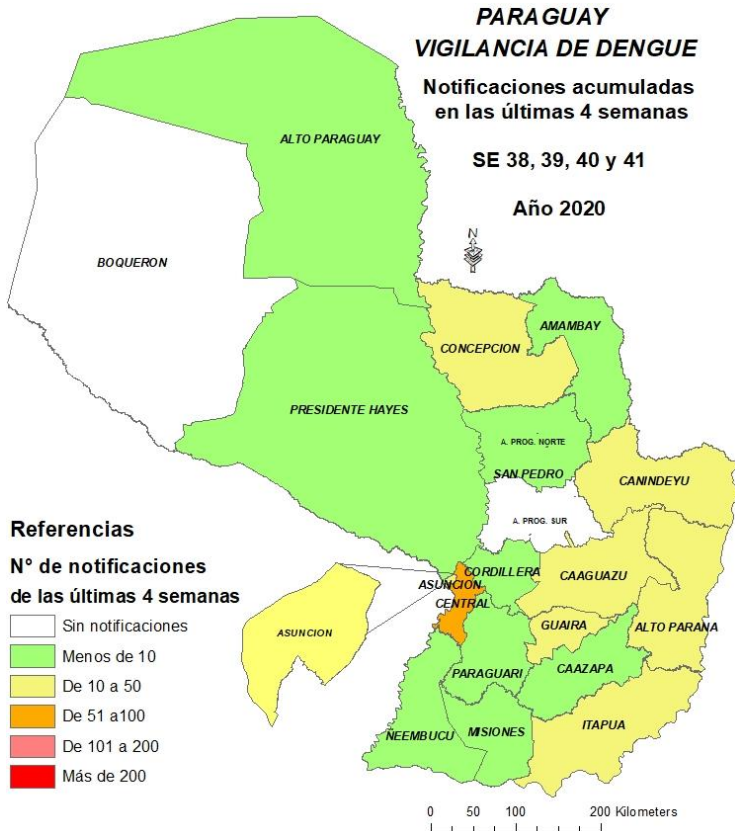 PARAGUAY
VIGILANCIA DE DENGUE
Notificaciones acumuladas
en las últimas 4 semanas
SE 38, 39, 40 y 41
Año 2020
N
ALTO PARAGUAY
BOQUERON
CONCEPCION
AMAMBAY
PRESIDENTE HAYES
A. PROG. NORTE
SAN PEDRO
CANINDEYU
A. PROG. SUR
CORDILLERA
ASUNCION
CAAGUAZU
CENTRAL
GUAIRA
ALTO PARANA
ASUNCION
PARAGUARI
CAAZAPA
ÑEEMBUCU
MISIONES
ITAPUA
Referencias
N° de notificaciones
de las últimas 4 semanas
Sin notificaciones
Menos de 10
De 10 a 50
De 51 a100
De 101 a 200
Más de 200
0 50 100 200 Kilometers